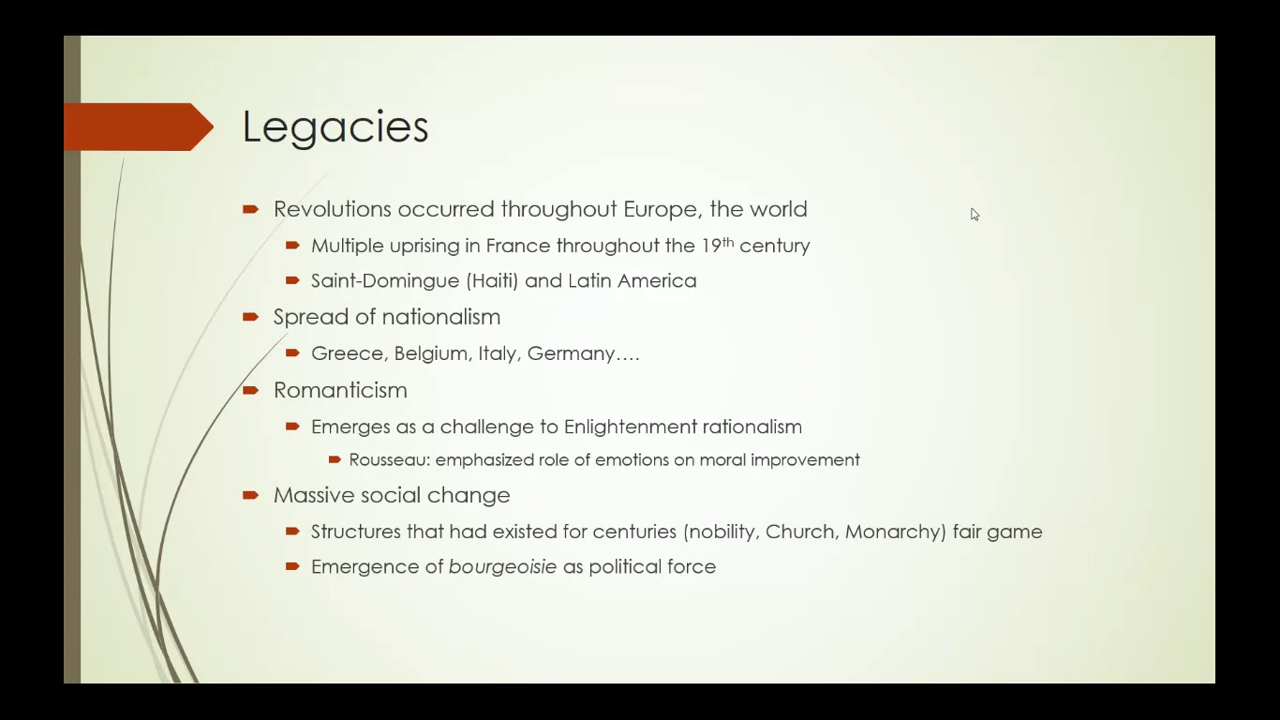 Legacies
Revolutions occurred throughout Europe, the world
Multiple uprising in France throughout the 19th century
Saint-Domingue (Haiti) and Latin America
Spread of nationalism
Greece, Belgium, Italy, Germany….
Romanticism
Emerges as a challenge to Enlightenment rationalism
Rousseau: emphasized role of emotions on moral improvement
Massive social change
Structures that had existed for centuries (nobility, Church, Monarchy) fair game
Emergence of bourgeoisie as political force